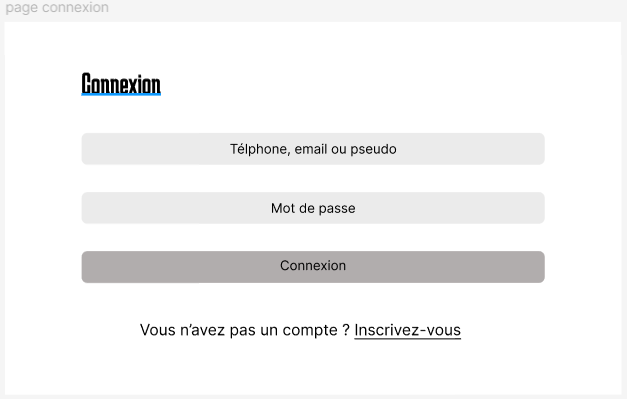 page connexion
Connexion
Télphone, email ou pseudo
Mot de passe
Connexion
Vous n’avez pas un compte ? Inscrivez-vous